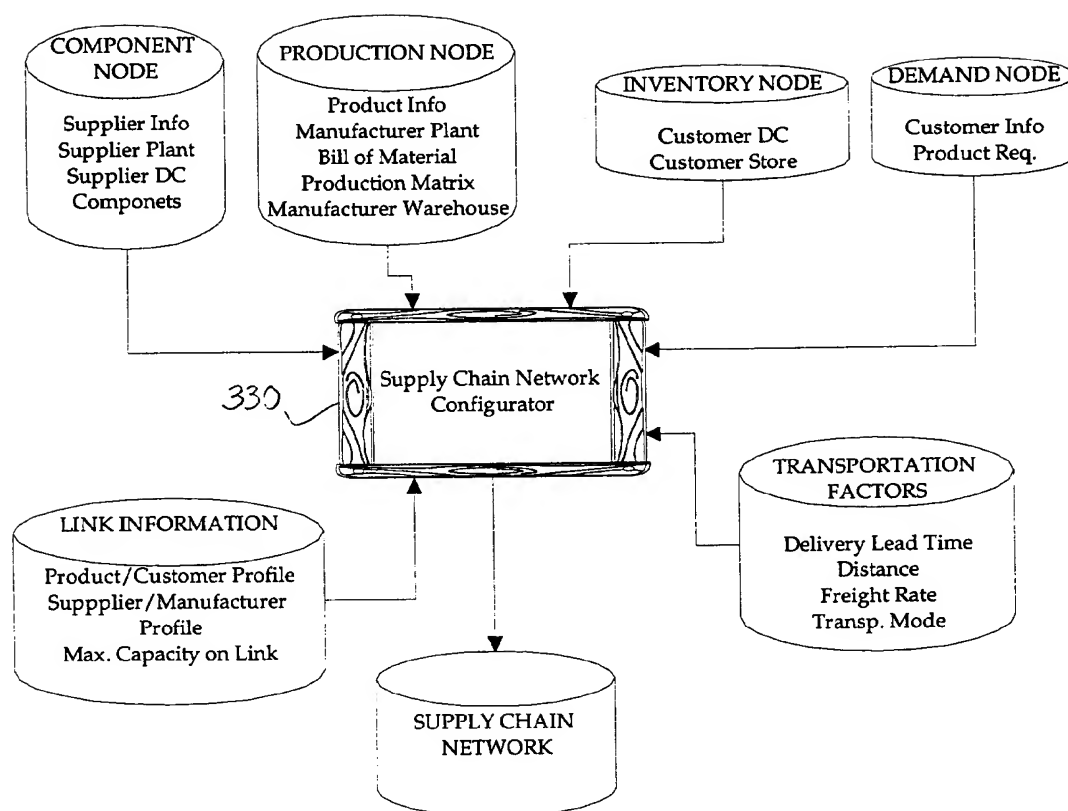 COMPONENT
NODE
Supplier Info
Supplier Plant
Supplier DC
Componets
PRODUCTION NODE
Product Info
Manufacturer Plant
Bill of Material
Production Matrix
Manufacturer Warehouse
INVENTORY NODE
Customer DC
Customer Store
DEMAND NODE
Customer Info
Product Req.
Supply Chain Network
Configurator
330
LINK INFORMATION
Product/Customer Profile
Suppplier/Manufacturer
Profile
Max. Capacity on Link
TRANSPORTATION
FACTORS
Delivery Lead Time
Distance
Freight Rate
Transp. Mode
SUPPLY CHAIN
NETWORK